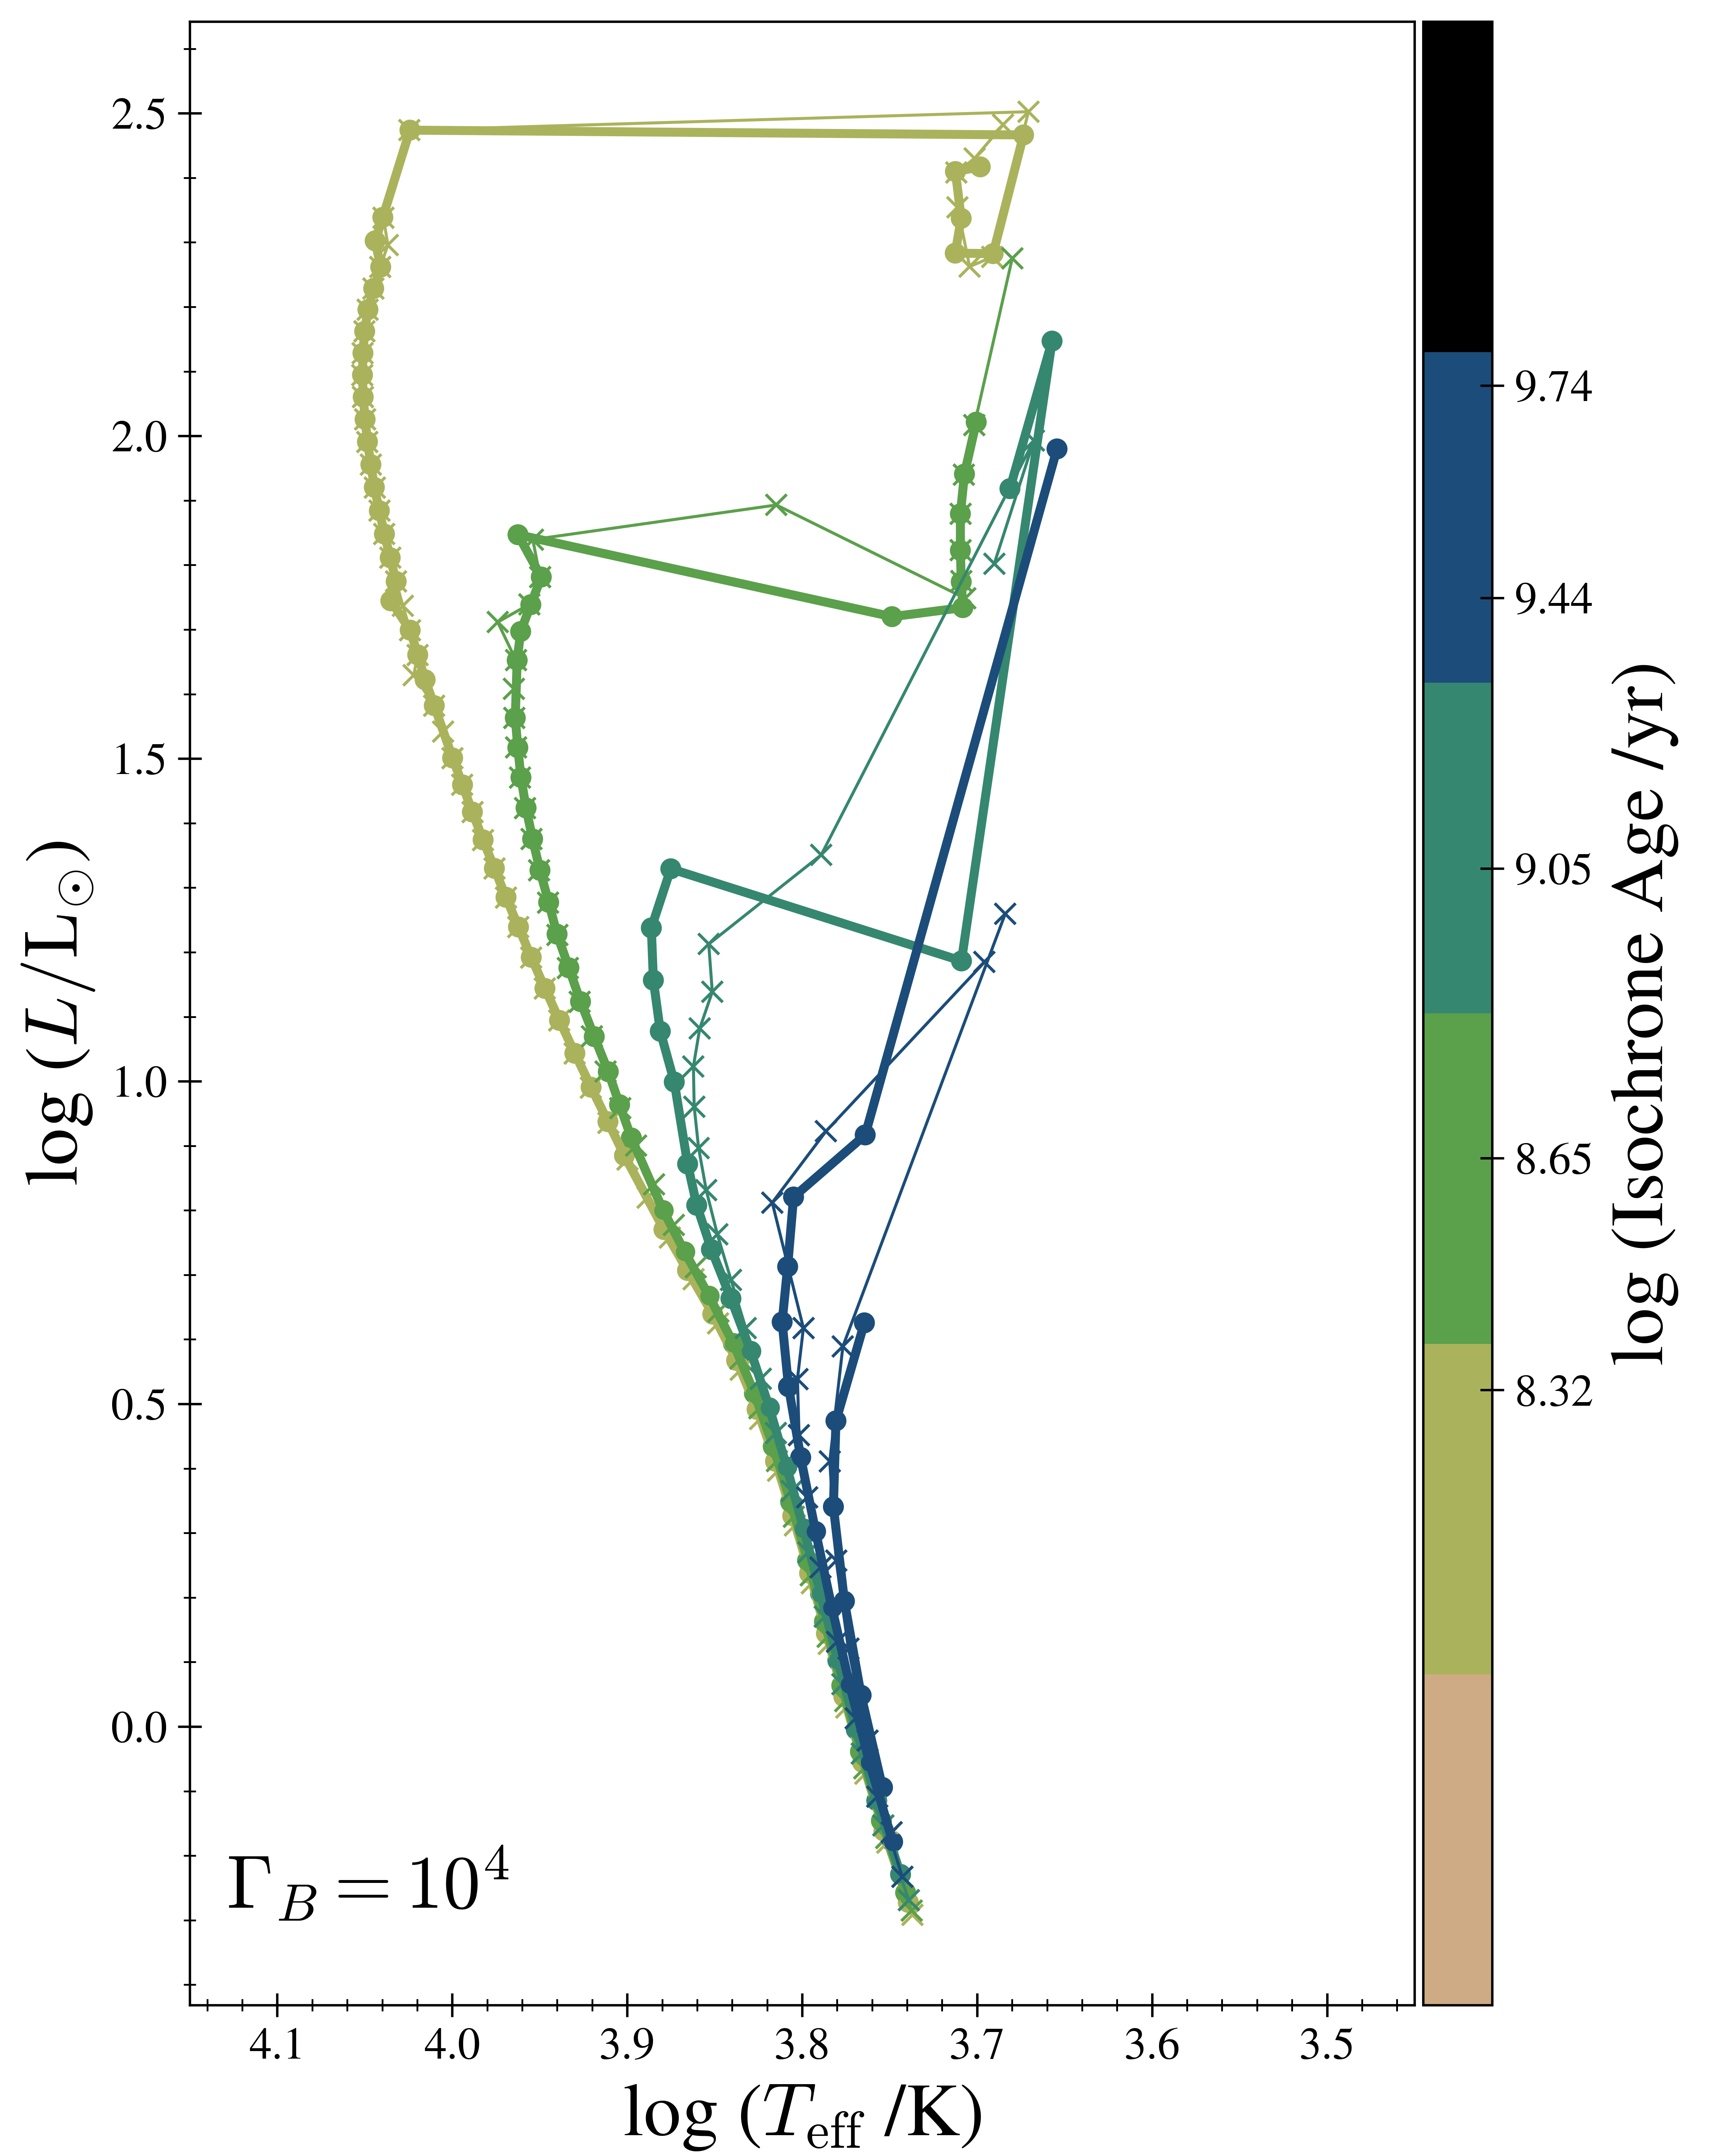 2.5
2.0
1.5
1.0
0.5
0.0
log (L//L☉)
Γ_B = 10⁴
4.1 4.0 3.9 3.8 3.7 3.6 3.5
log (T_eff /K)
9.74
9.44
9.05
8.65
8.32
log (Isochrone Age /yr)